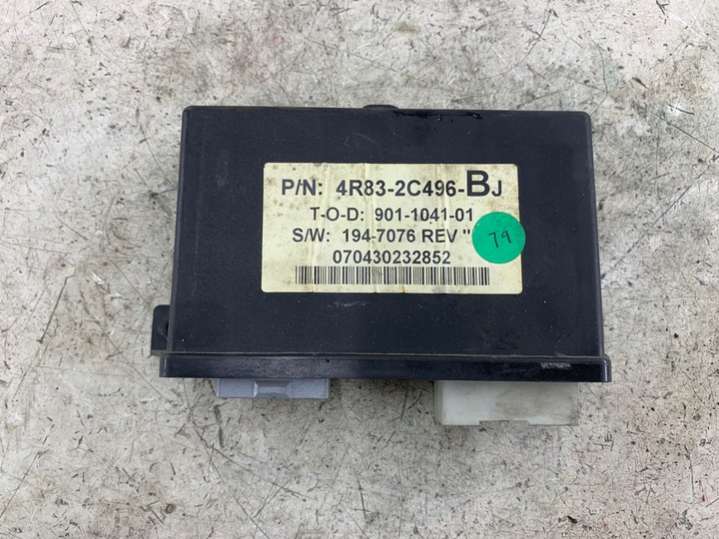 P/N: 4R83-2C496-BJ
T-O-D: 901-1041-01
S/W: 194-7076 REV "
79
070430232852